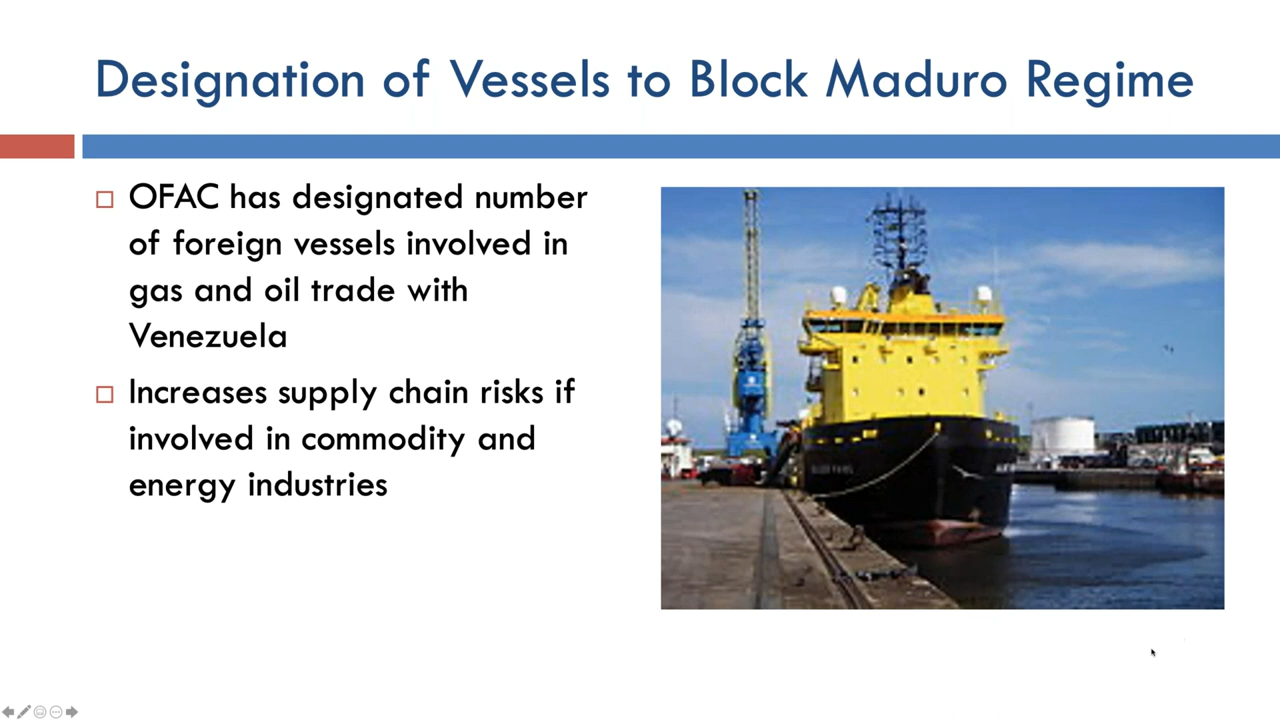 Designation of Vessels to Block Maduro Regime
OFAC has designated number
of foreign vessels involved in
gas and oil trade with
Venezuela
Increases supply chain risks if
involved in commodity and
energy industries